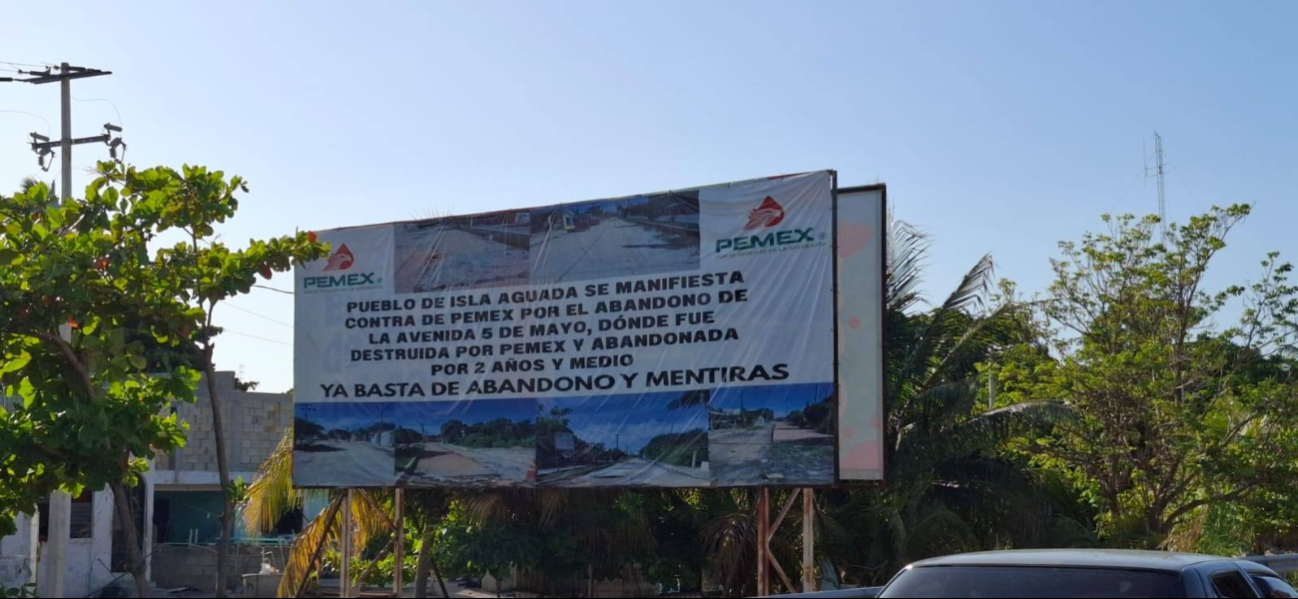 PEMEX®
PEMEX®
PUEBLO DE ISLA AGUADA SE MANIFIESTA
CONTRA DE PEMEX POR EL ABANDONO DE
LA AVENIDA 5 DE MAYO, DÓNDE FUE
DESTRUIDA POR PEMEX Y ABANDONADA
POR 2 AÑOS Y MEDIO
YA BASTA DE ABANDONO Y MENTIRAS